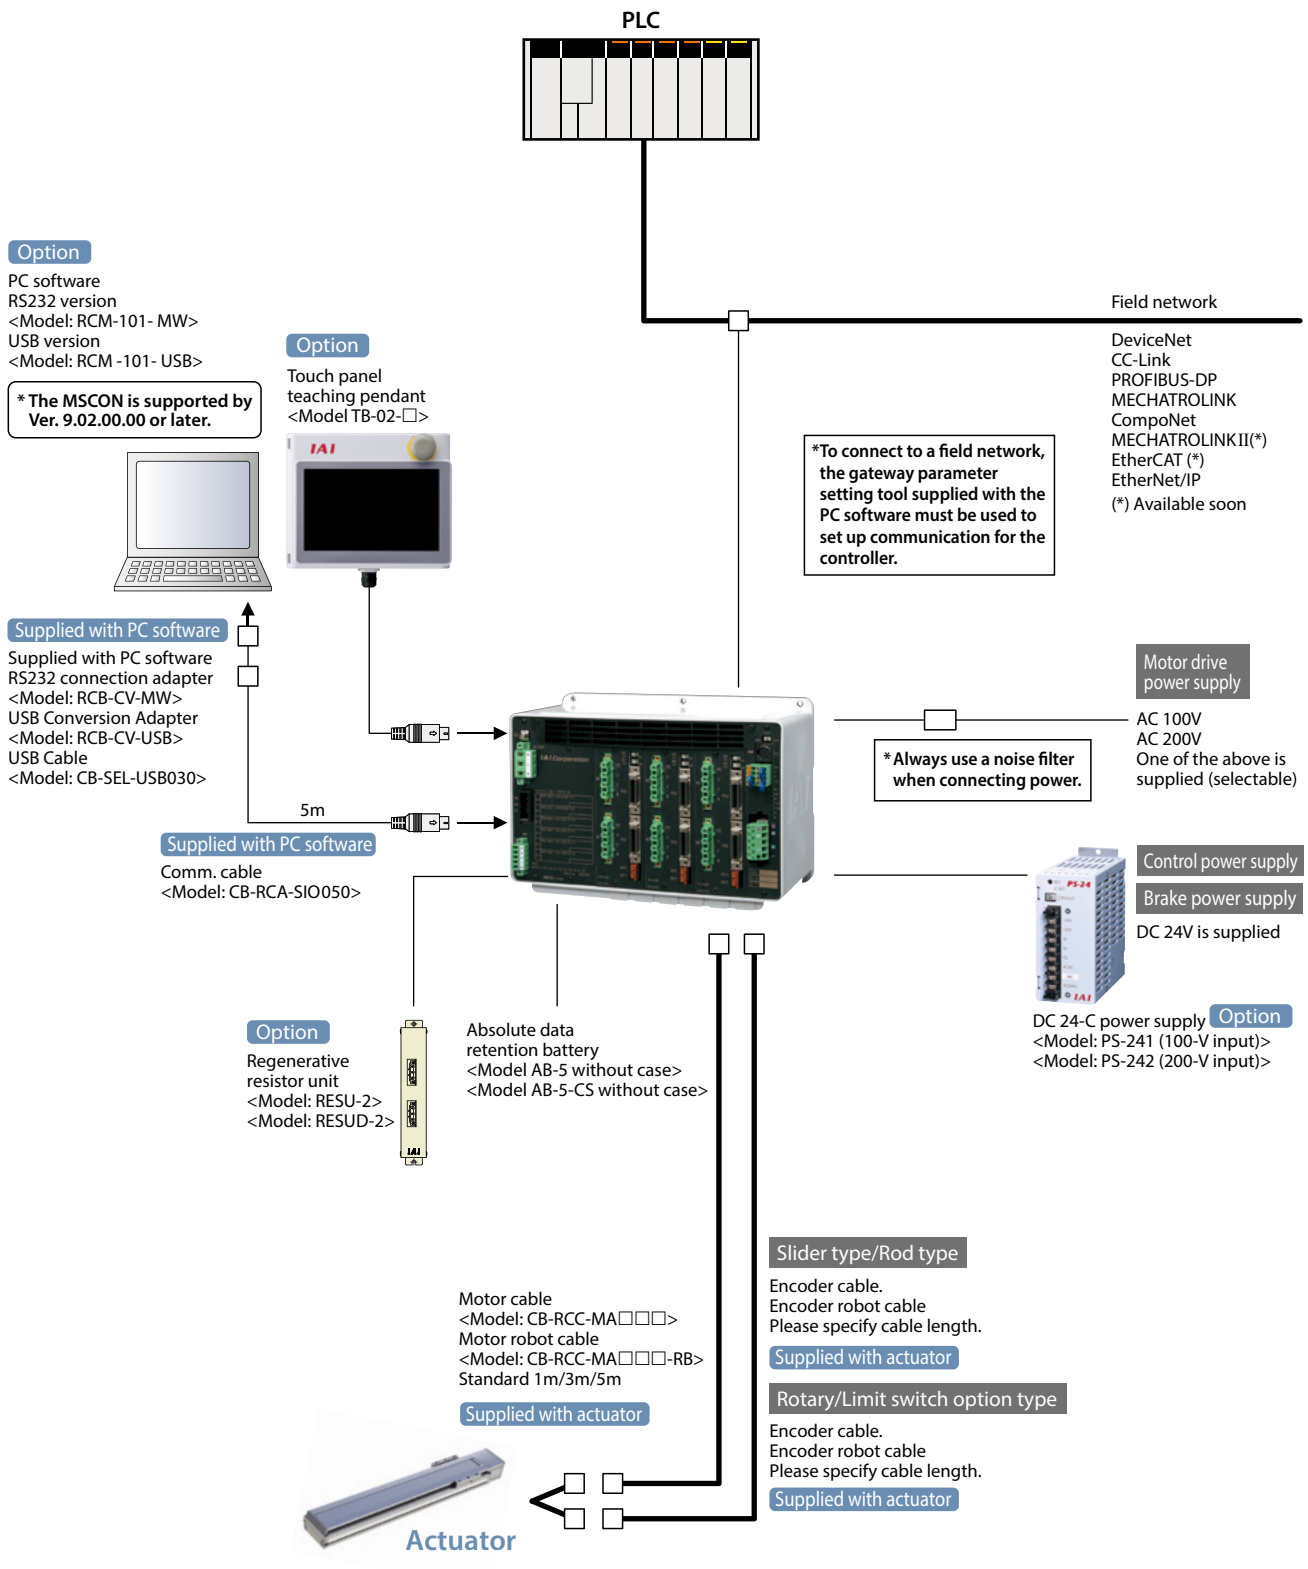 PLC
Option
PC software
RS232 version
<Model: RCM-101- MW>
USB version
<Model: RCM -101- USB>
* The MSCON is supported by
Ver. 9.02.00.00 or later.
Option
Touch panel
teaching pendant
<Model TB-02-□>
IAI
Field network
DeviceNet
CC-Link
PROFIBUS-DP
MECHATROLINK
CompoNet
MECHATROLINKII(*)
EtherCAT (*)
EtherNet/IP
(*) Available soon
*To connect to a field network,
the gateway parameter
setting tool supplied with the
PC software must be used to
set up communication for the
controller.
Supplied with PC software
Supplied with PC software
RS232 connection adapter
<Model: RCB-CV-MW>
USB Conversion Adapter
<Model: RCB-CV-USB>
USB Cable
<Model: CB-SEL-USB030>
5m
Supplied with PC software
Comm. cable
<Model: CB-RCA-SIO050>
IAI Corporation
Motor drive
power supply
AC 100V
AC 200V
One of the above is
supplied (selectable)
* Always use a noise filter
when connecting power.
Control power supply
Brake power supply
DC 24V is supplied
PS-24
IAI
DC 24-C power supply Option
<Model: PS-241 (100-V input)>
<Model: PS-242 (200-V input)>
Option
Regenerative
resistor unit
<Model: RESU-2>
<Model: RESUD-2>
IAI
Absolute data
retention battery
<Model AB-5 without case>
<Model AB-5-CS without case>
Motor cable
<Model: CB-RCC-MA□□□>
Motor robot cable
<Model: CB-RCC-MA□□□-RB>
Standard 1m/3m/5m
Supplied with actuator
Slider type/Rod type
Encoder cable.
Encoder robot cable
Please specify cable length.
Supplied with actuator
Rotary/Limit switch option type
Encoder cable.
Encoder robot cable
Please specify cable length.
Supplied with actuator
Actuator